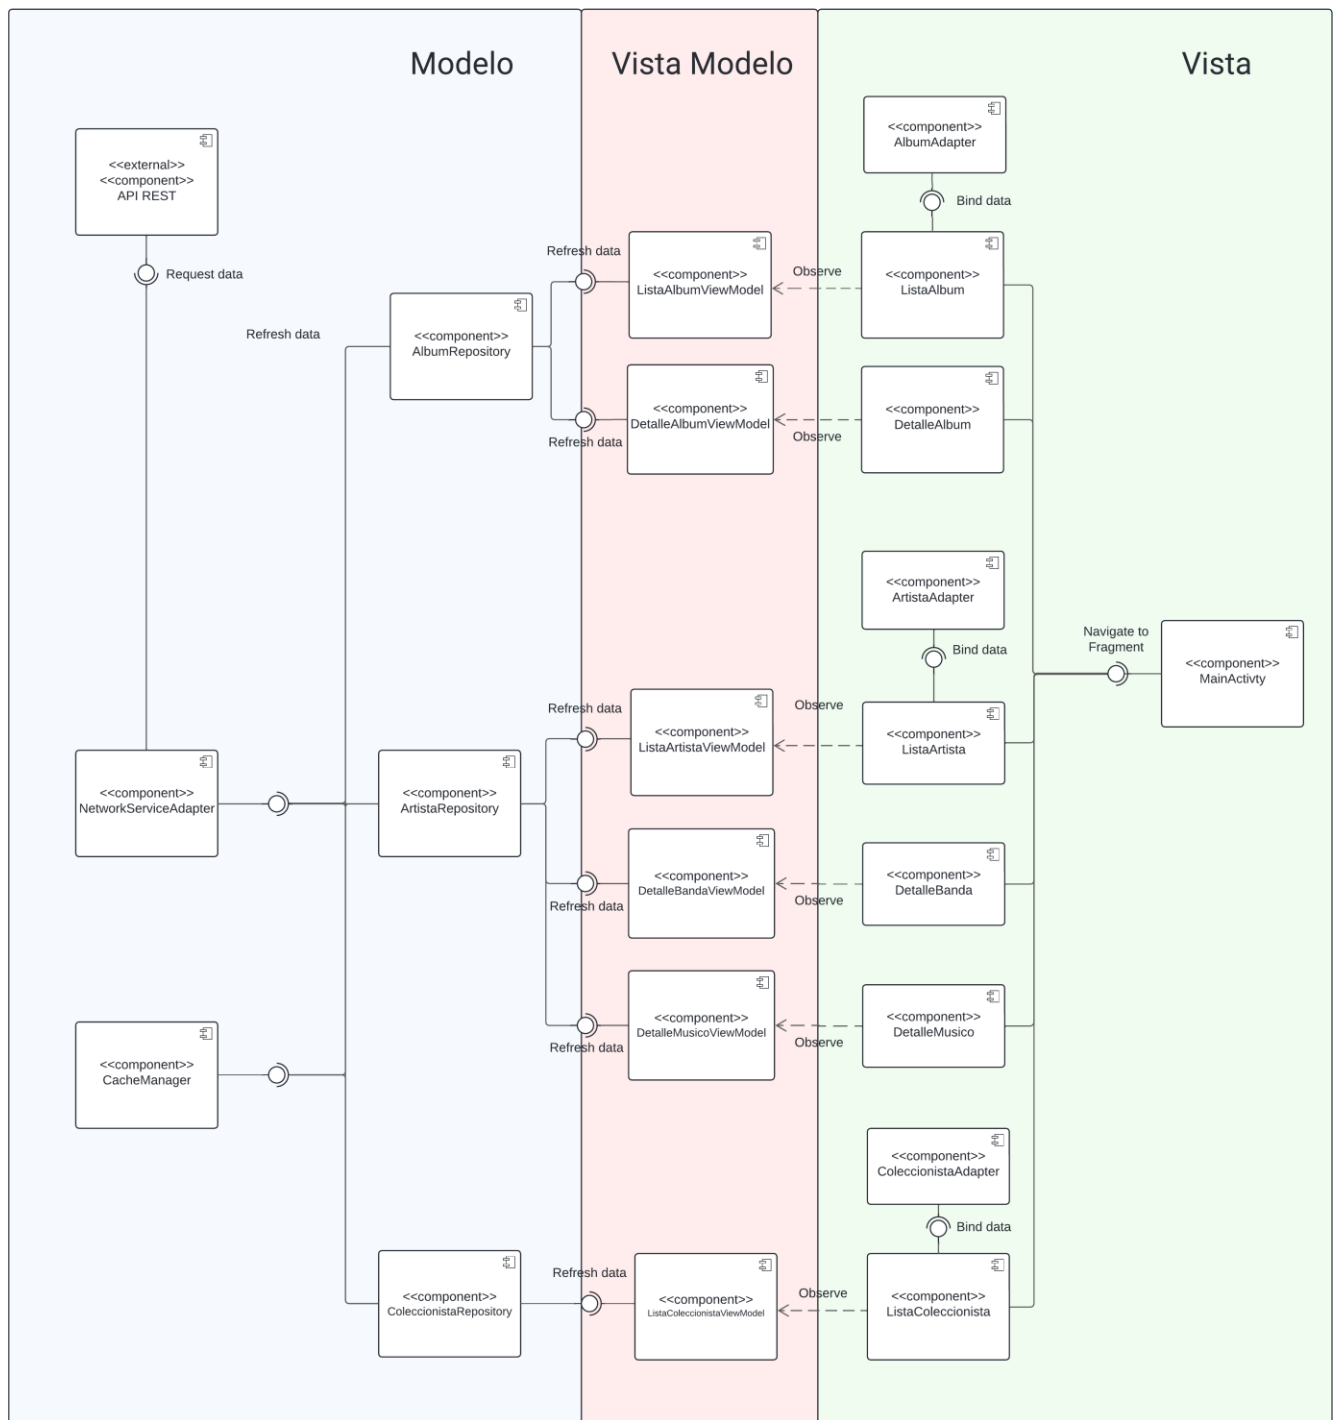 Modelo
Vista Modelo
Vista
<<component>>
AlbumAdapter
<<external>>
<<component>>
API REST
Bind data
Request data
Refresh data
<<component>>
ListaAlbumViewModel
Observe
<<component>>
ListaAlbum
Refresh data
<<component>>
AlbumRepository
<<component>>
DetalleAlbumViewModel
Refresh data
Observe
<<component>>
DetalleAlbum
<<component>>
ArtistaAdapter
Bind data
Navigate to
Fragment
<<component>>
MainActivty
Refresh data
<<component>>
ListaArtistaViewModel
Observe
<<component>>
ListaArtista
<<component>>
NetworkServiceAdapter
<<component>>
ArtistaRepository
<<component>>
DetalleBandaViewModel
Refresh data
Observe
<<component>>
DetalleBanda
<<component>>
DetalleMusicoViewModel
Refresh data
Observe
<<component>>
DetalleMusico
<<component>>
CacheManager
<<component>>
ColeccionistaAdapter
Bind data
<<component>>
ColeccionistaRepository
Refresh data
<<component>>
ListaColeccionistaViewModel
Observe
<<component>>
ListaColeccionista